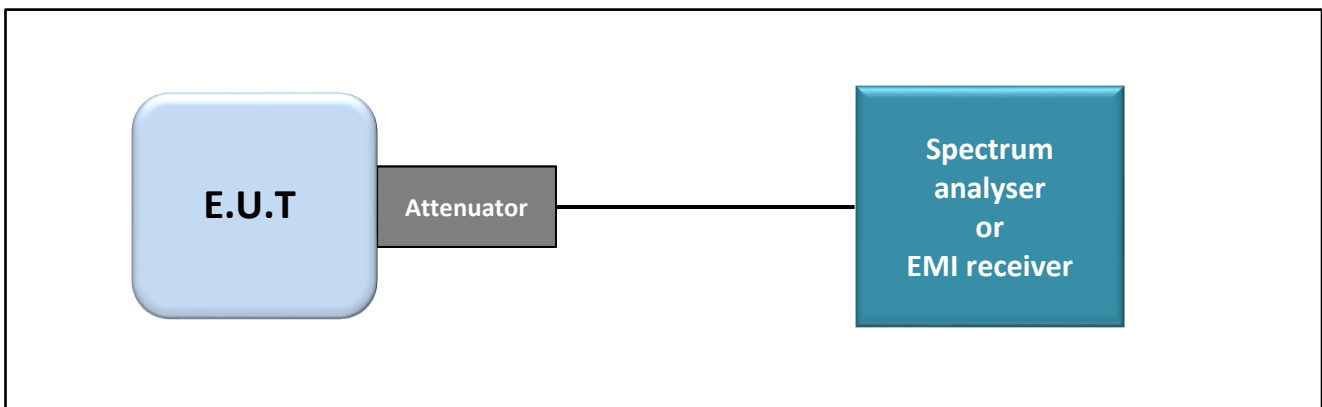 E.U.T
Attenuator
Spectrum
analyser
or
EMI receiver